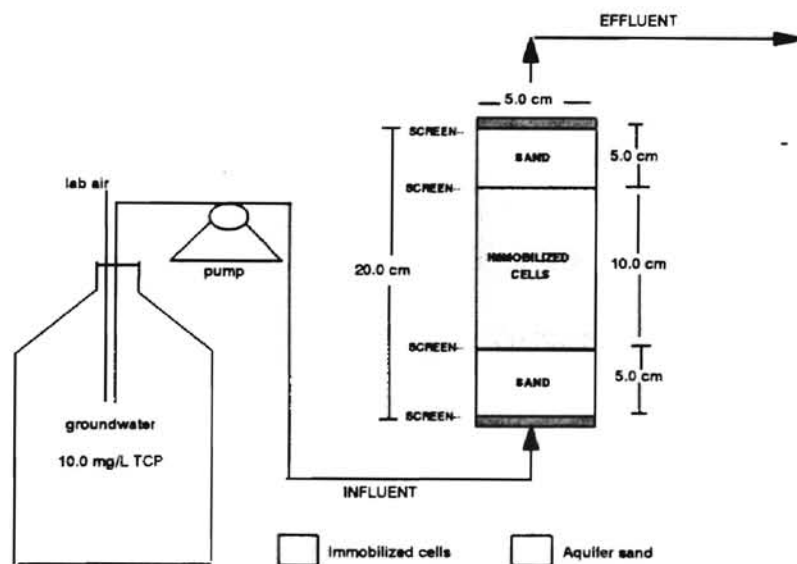 EFFLUENT
5.0 cm
SCREEN--
SAND
5.0 cm
SCREEN--
lab air
pump
20.0 cm
IMMOBILIZED
CELLS
10.0 cm
SCREEN--
SAND
5.0 cm
SCREEN--
groundwater
10.0 mg/L TCP
INFLUENT
Immobilized cells
Aquifer sand